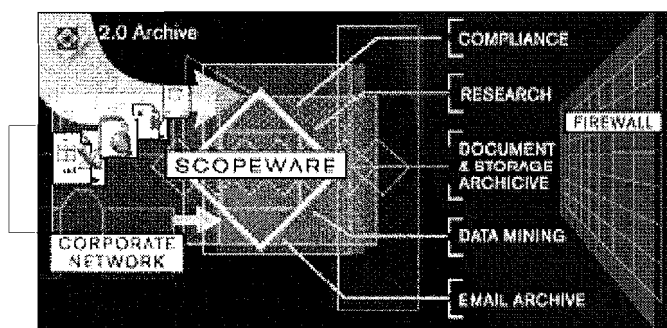 2.0 Archive
COMPLIANCE
RESEARCH
FIREWALL
SCOPEWARE
DOCUMENT
& STORAGE
ARCHICIVE
CORPORATE
NETWORK
DATA MINING
EMAIL ARCHIVE